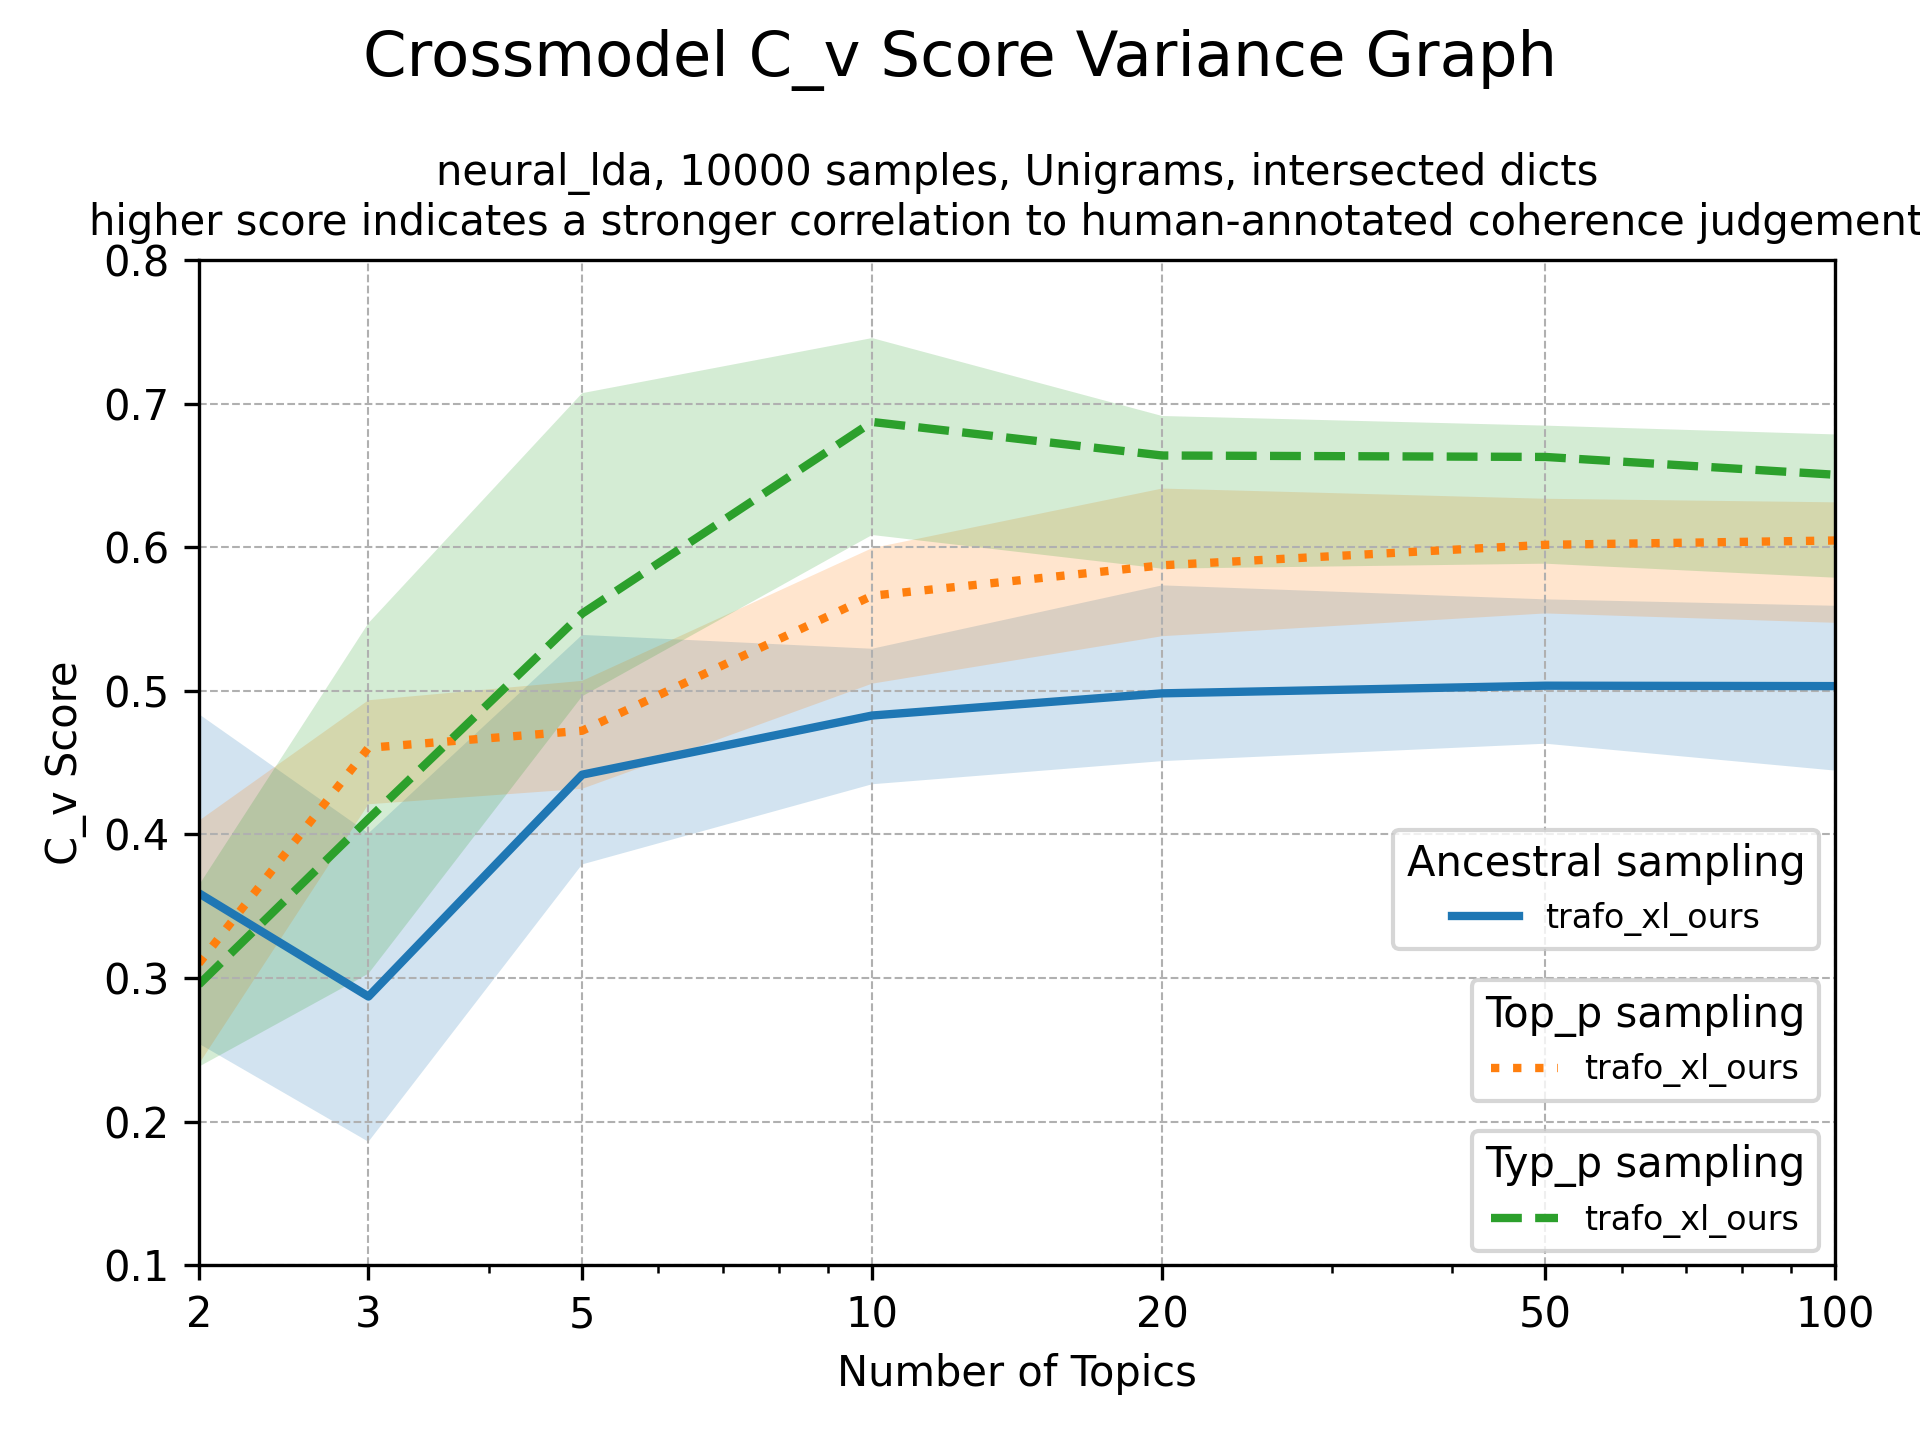 Crossmodel C_v Score Variance Graph
neural_lda, 10000 samples, Unigrams, intersected dicts
higher score indicates a stronger correlation to human-annotated coherence judgement
0.8
0.7
0.6
0.5
0.4
0.3
0.2
0.1
C_v Score
Ancestral sampling
trafo_xl_ours
Top_p sampling
trafo_xl_ours
Typ_p sampling
trafo_xl_ours
2 3 5 10 20 50 100
Number of Topics